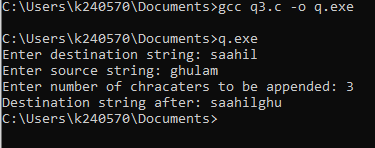 C:\Users\k240570\Documents>gcc q3.c -o q.exe
C:\Users\k240570\Documents>q.exe
Enter destination string: saahil
Enter source string: ghulam
Enter number of chracaters to be appended: 3
Destination string after: saahilghu
C:\Users\k240570\Documents>